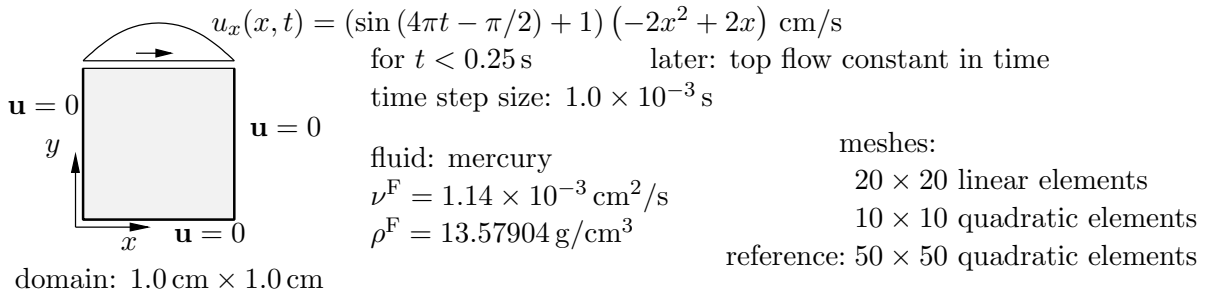 u_x(x, t) = (sin (4πt − π/2) + 1) (−2x² + 2x) cm/s
for t < 0.25 s later: top flow constant in time
time step size: 1.0 × 10⁻³ s
u = 0
u = 0
y
x
u = 0
domain: 1.0 cm × 1.0 cm
fluid: mercury
ν^F = 1.14 × 10⁻³ cm²/s
ρ^F = 13.57904 g/cm³
meshes:
20 × 20 linear elements
10 × 10 quadratic elements
reference: 50 × 50 quadratic elements